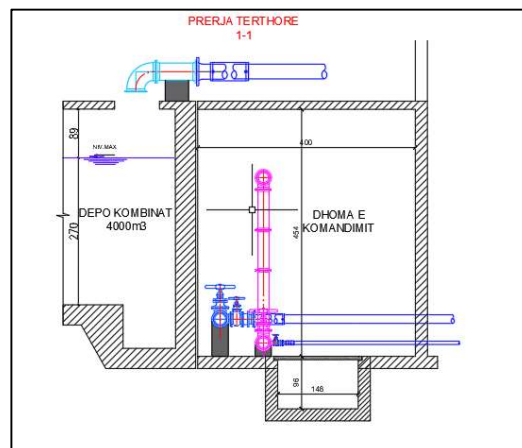 PRERJA TERTHORE
1-1
89
NIV.MAX
400
DEPO KOMBINAT
4000m3
270
DHOMA E
KOMANDIMIT
454
96
148